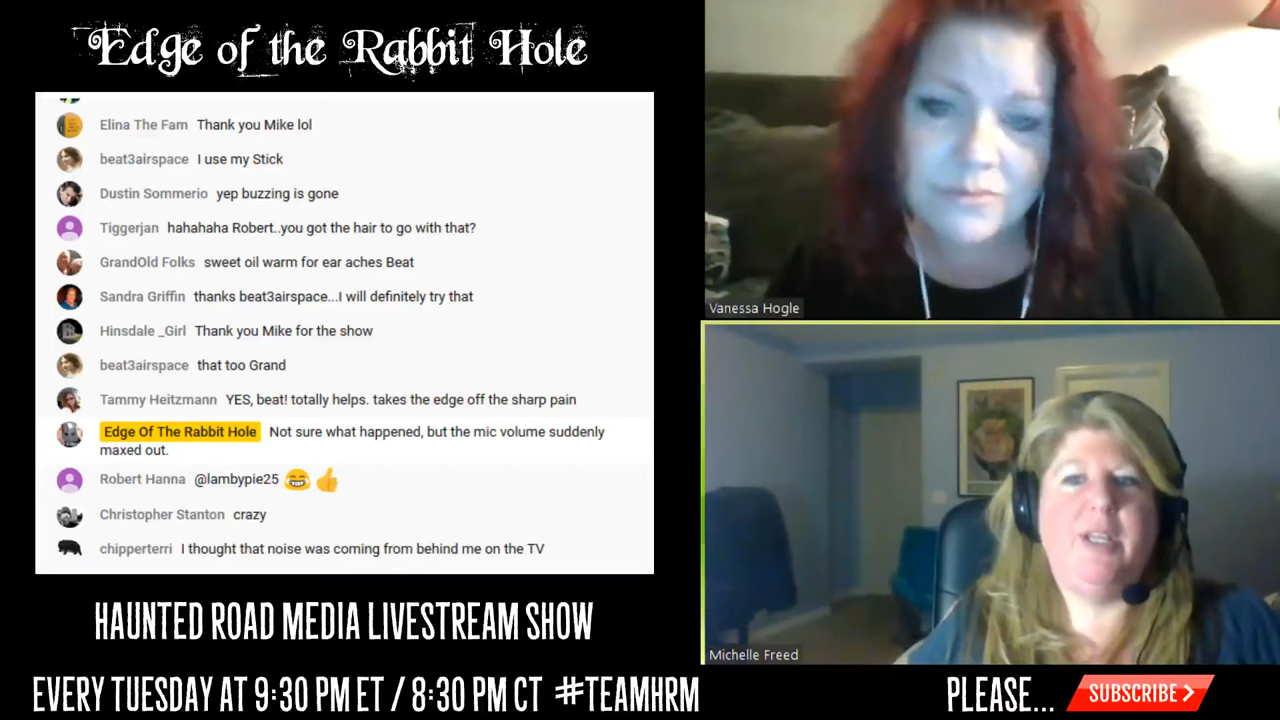 Edge of the Rabbit Hole
Elina The Fam Thank you Mike lol
beat3airspace I use my Stick
Dustin Sommerio yep buzzing is gone
Tiggerjan hahahaha Robert..you got the hair to go with that?
GrandOld Folks sweet oil warm for ear aches Beat
Sandra Griffin thanks beat3airspace...I will definitely try that
Hinsdale _Girl Thank you Mike for the show
beat3airspace that too Grand
Tammy Heitzmann YES, beat! totally helps. takes the edge off the sharp pain
Edge Of The Rabbit Hole Not sure what happened, but the mic volume suddenly
maxed out.
Robert Hanna @lambypie25 😂 👍
Christopher Stanton crazy
chipperterri I thought that noise was coming from behind me on the TV
HAUNTED ROAD MEDIA LIVESTREAM SHOW
EVERY TUESDAY AT 9:30 PM ET / 8:30 PM CT #TEAMHRM
Vanessa Hogle
Michelle Freed
PLEASE... SUBSCRIBE >